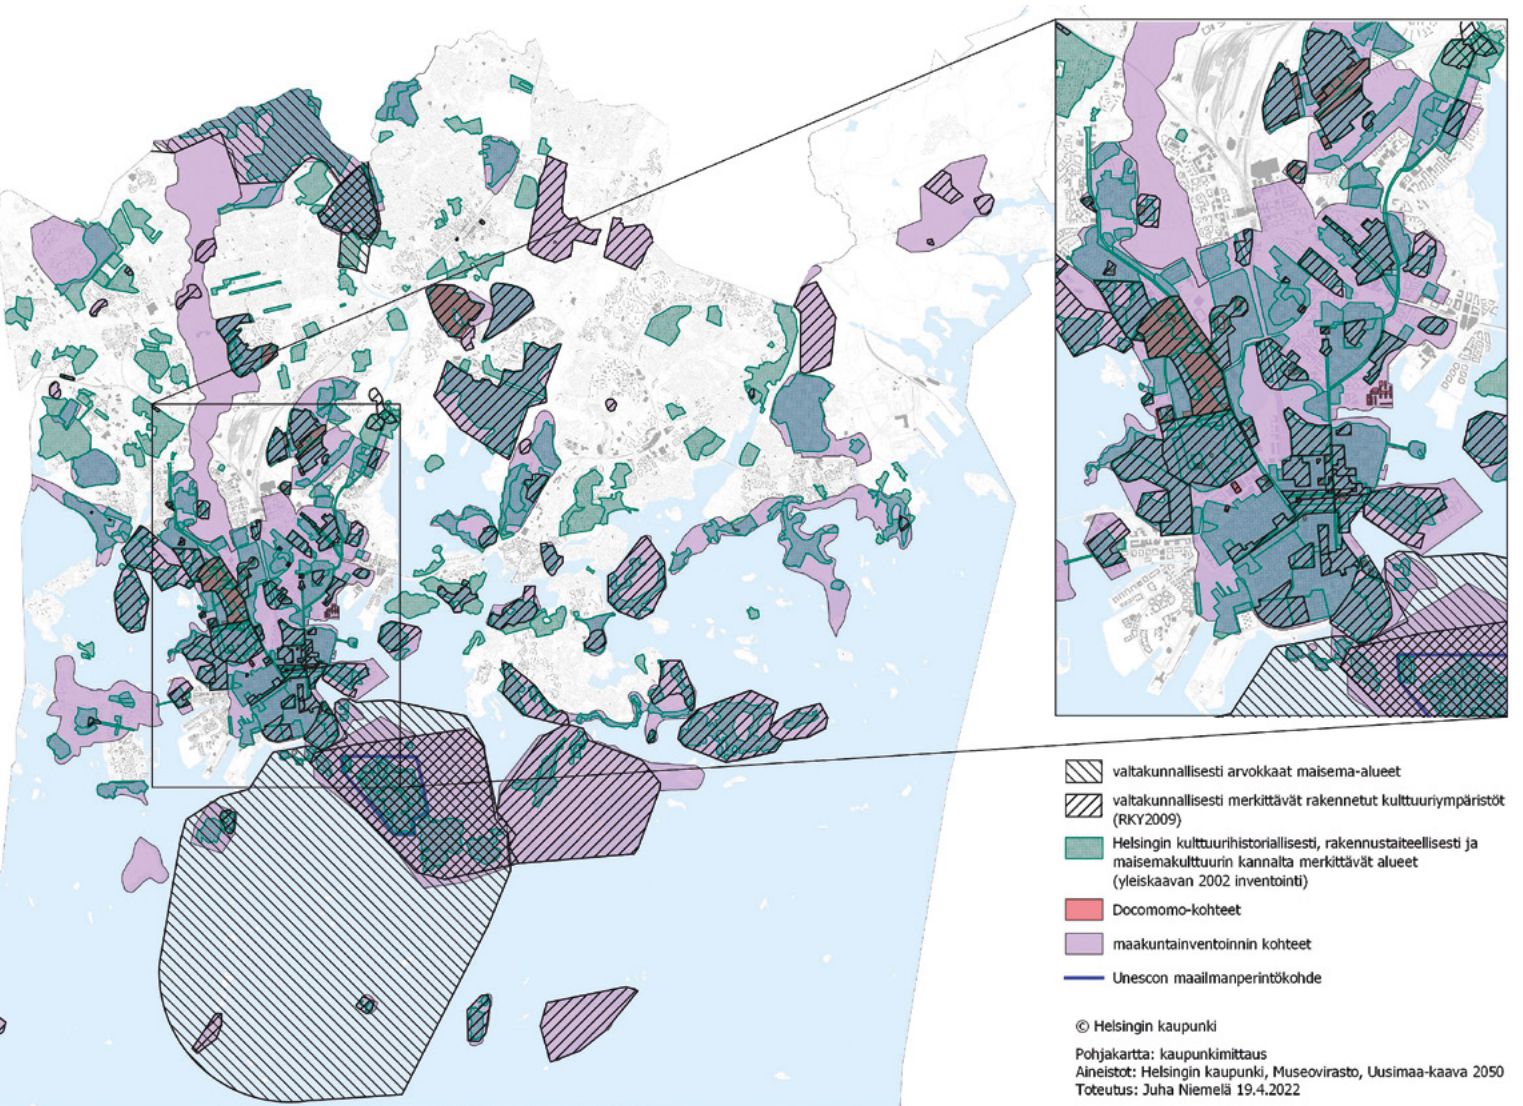 valtakunnallisesti arvokkaat maisema-alueet
valtakunnallisesti merkittävät rakennetut kulttuuriympäristöt
(RKY2009)
Helsingin kulttuurihistoriallisesti, rakennustaiteellisesti ja
maisemakulttuurin kannalta merkittävät alueet
(yleiskaavan 2002 inventointi)
Docomomo-kohteet
maakuntainventoinnin kohteet
Unescon maailmanperintökohde
© Helsingin kaupunki
Pohjakartta: kaupunkimittaus
Aineistot: Helsingin kaupunki, Museovirasto, Uusimaa-kaava 2050
Toteutus: Juha Niemelä 19.4.2022